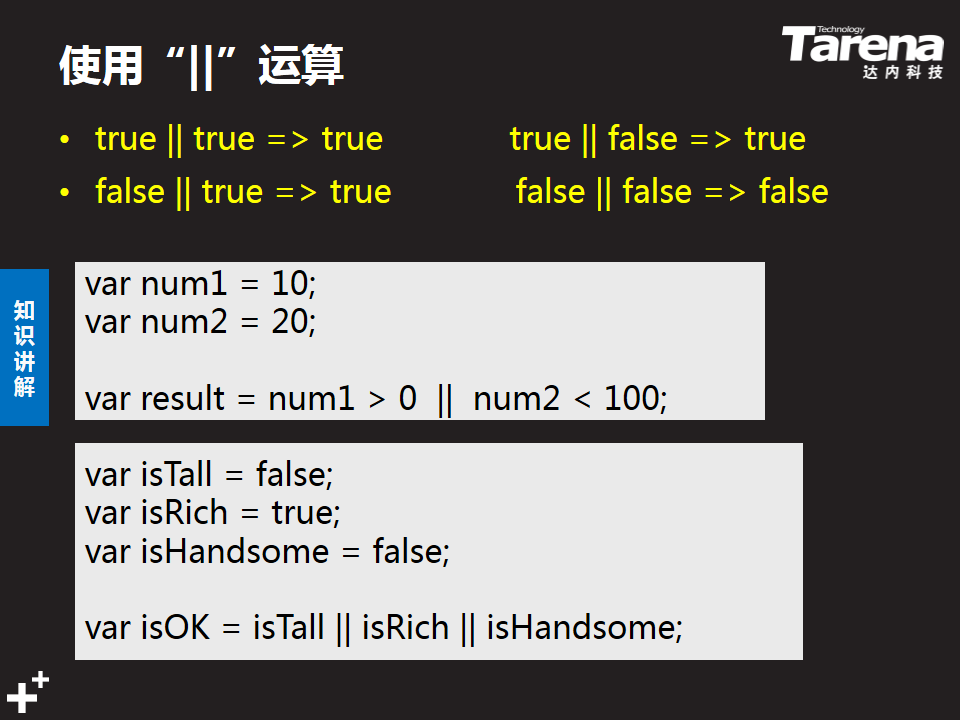 使用“||”运算
Technology
Tarena
达内科技
• true || true => true true || false => true
• false || true => true false || false => false
知识讲解
var num1 = 10;
var num2 = 20;
var result = num1 > 0 || num2 < 100;
var isTall = false;
var isRich = true;
var isHandsome = false;
var isOK = isTall || isRich || isHandsome;